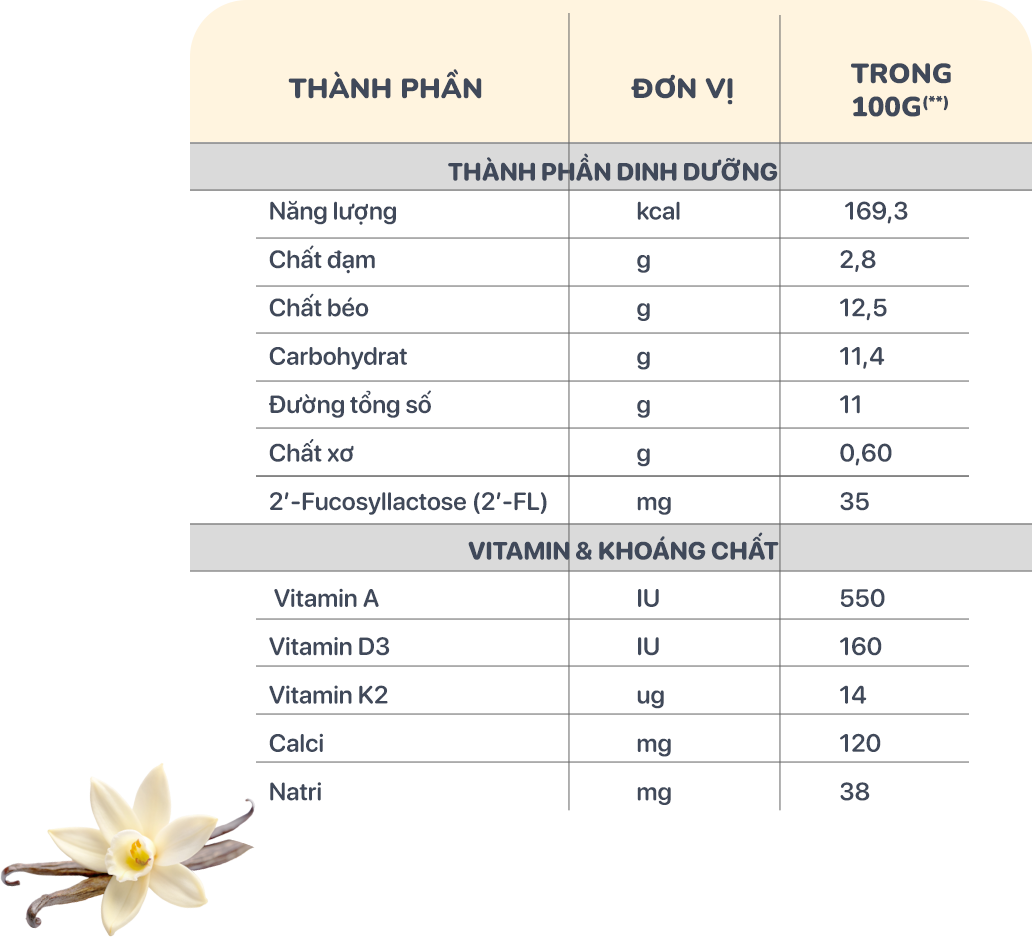 THÀNH PHẦN ĐƠN VỊ TRONG 100G(**)
THÀNH PHẦN DINH DƯỠNG
Năng lượng kcal 169,3
Chất đạm g 2,8
Chất béo g 12,5
Carbohydrat g 11,4
Đường tổng số g 11
Chất xơ g 0,60
2’-Fucosyllactose (2’-FL) mg 35
VITAMIN & KHOÁNG CHẤT
Vitamin A IU 550
Vitamin D3 IU 160
Vitamin K2 ug 14
Calci mg 120
Natri mg 38